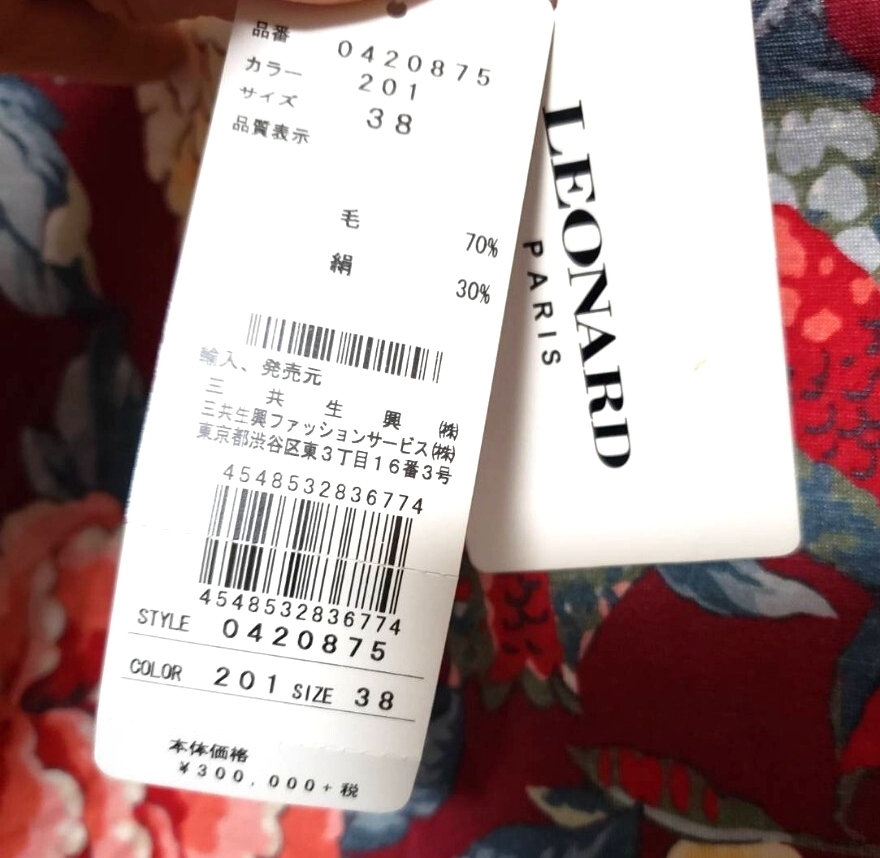 品番 0420875
カラー 201
サイズ 38
品質表示
毛 70%
絹 30%
輸入、発売元
三共生興㈱
三共生興ファッションサービス㈱
東京都渋谷区東3丁目16番3号
4548532836774
4548532836774
STYLE 0420875
COLOR 201 SIZE 38
本体価格
¥300,000+税
LEONARD
PARIS